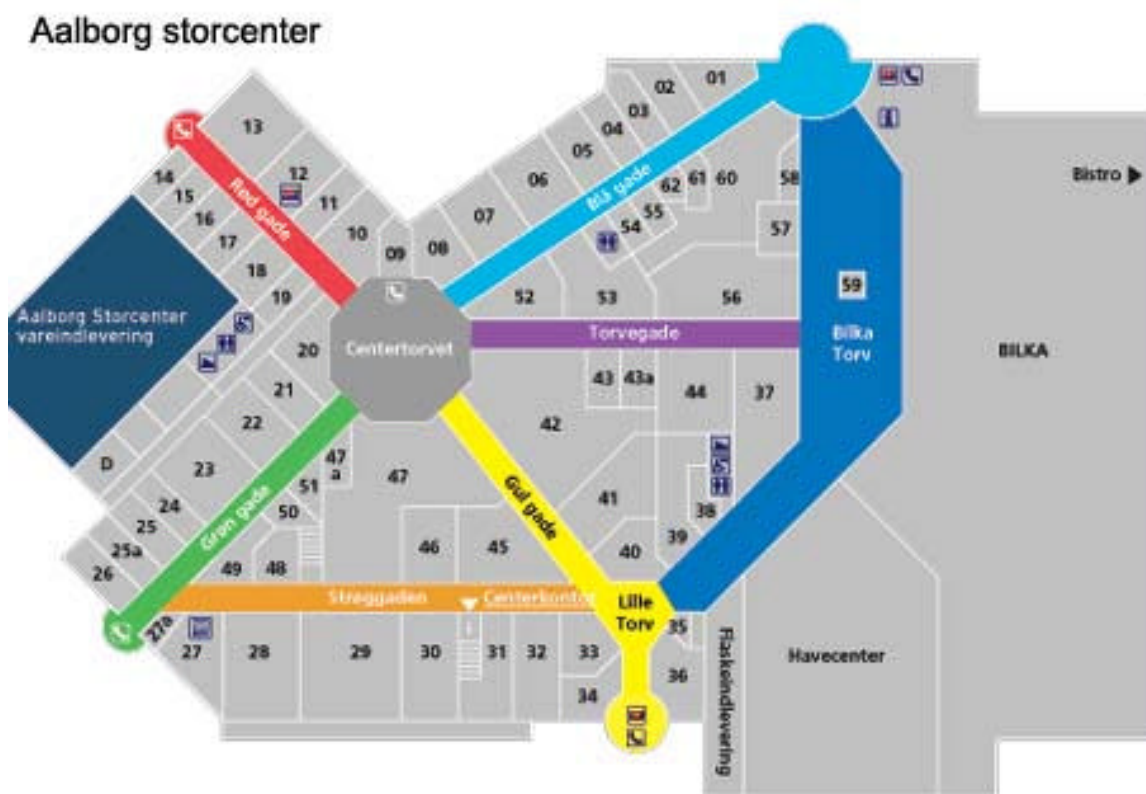 Aalborg storcenter
01
02
03
04
05
06
07
08
09
10
11
12
13
14
15
16
17
18
19
20
21
22
23
24
25
25a
26
27a
27
28
29
30
31
32
33
34
35
36
37
38
39
40
41
42
43
43a
44
45
46
47
47
a
48
49
50
51
52
53
54
55
56
57
58
59
60
61
62
D
Rød gade
Blå gade
Centertorvet
Torvegade
Bilka
Torv
BILKA
Bistro
Aalborg Storcenter
vareindlevering
Grøn gade
Gul gade
Strøggaden
Centerkontor
Lille
Torv
Flaskeindlevering
Havecenter
i